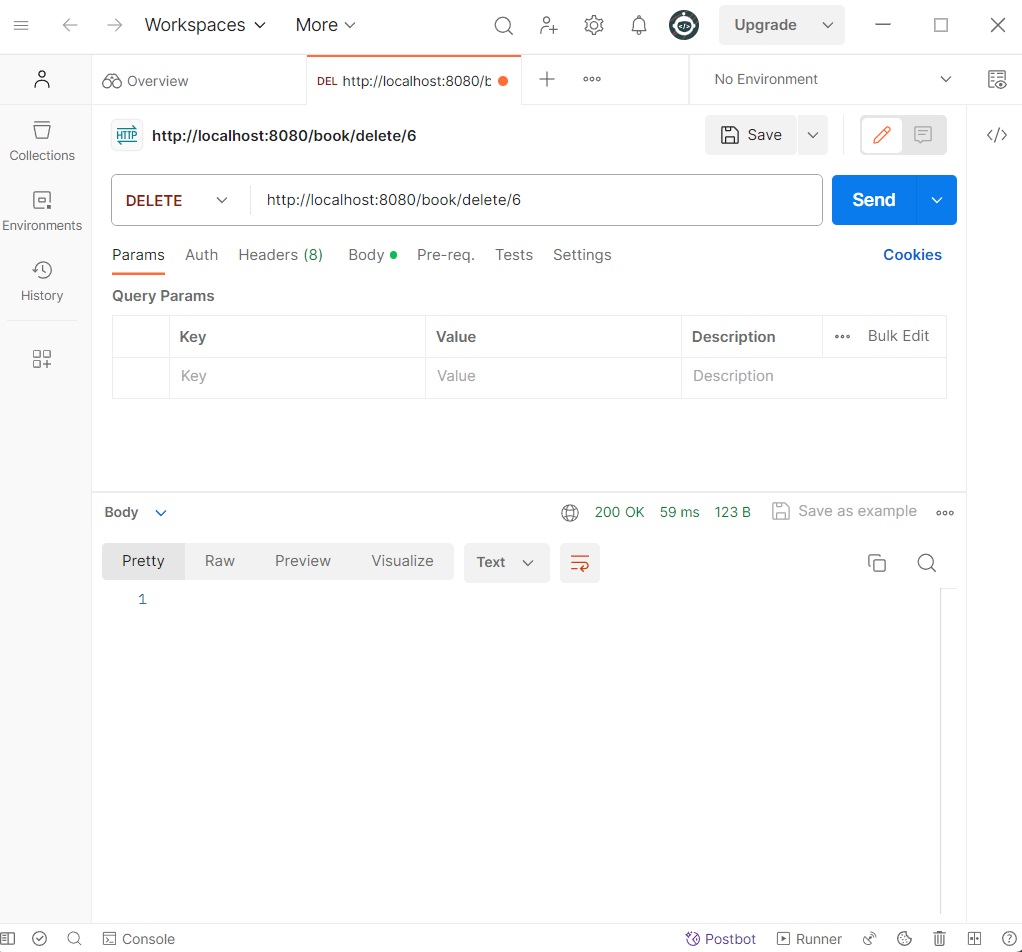 Workspaces More Upgrade
Overview DEL http://localhost:8080/b No Environment
HTTP http://localhost:8080/book/delete/6 Save </>
Collections
DELETE http://localhost:8080/book/delete/6 Send
Environments
Params Auth Headers (8) Body Pre-req. Tests Settings Cookies
History
Query Params
Key Value Description Bulk Edit
Key Value Description
Body 200 OK 59 ms 123 B Save as example
Pretty Raw Preview Visualize Text
1
Console Postbot Runner